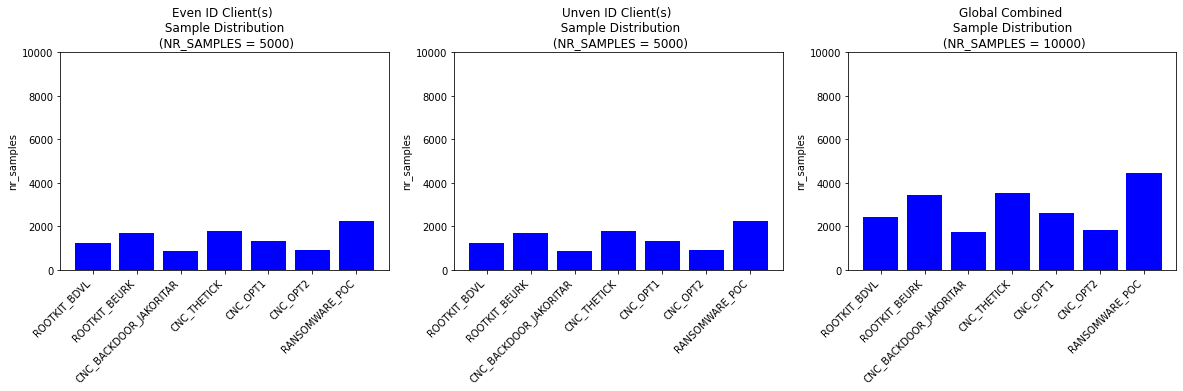 Even ID Client(s)
Sample Distribution
(NR_SAMPLES = 5000)
nr_samples
10000
8000
6000
4000
2000
0
ROOTKIT_BDVL
ROOTKIT_BEURK
CNC_BACKDOOR_JAKORITAR
CNC_THETICK
CNC_OPT1
CNC_OPT2
RANSOMWARE_POC
Unven ID Client(s)
Sample Distribution
(NR_SAMPLES = 5000)
nr_samples
10000
8000
6000
4000
2000
0
ROOTKIT_BDVL
ROOTKIT_BEURK
CNC_BACKDOOR_JAKORITAR
CNC_THETICK
CNC_OPT1
CNC_OPT2
RANSOMWARE_POC
Global Combined
Sample Distribution
(NR_SAMPLES = 10000)
nr_samples
10000
8000
6000
4000
2000
0
ROOTKIT_BDVL
ROOTKIT_BEURK
CNC_BACKDOOR_JAKORITAR
CNC_THETICK
CNC_OPT1
CNC_OPT2
RANSOMWARE_POC